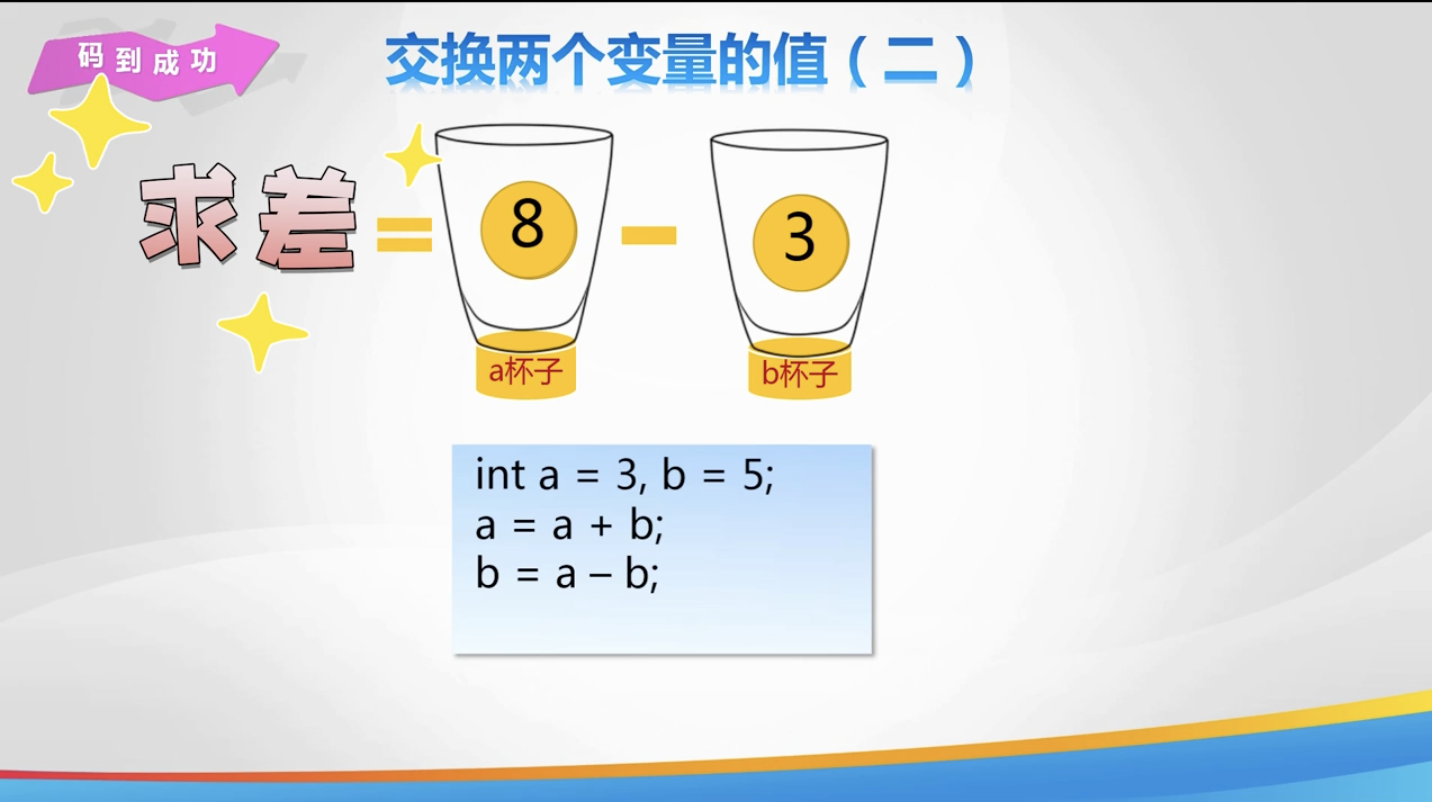 码到成功
交换两个变量的值（二）
求差 = 8 - 3
a杯子 b杯子
int a = 3, b = 5;
a = a + b;
b = a – b;